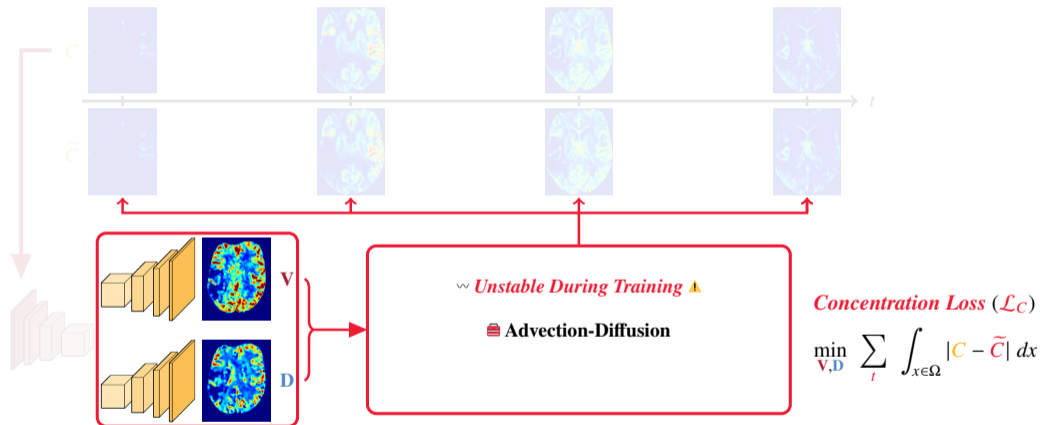 C
t
C̃
V
D
Unstable During Training ⚠
Advection-Diffusion
Concentration Loss (ℒ_C)
min_{V,D} ∑_t ∫_{x∈Ω} |C − C̃| dx